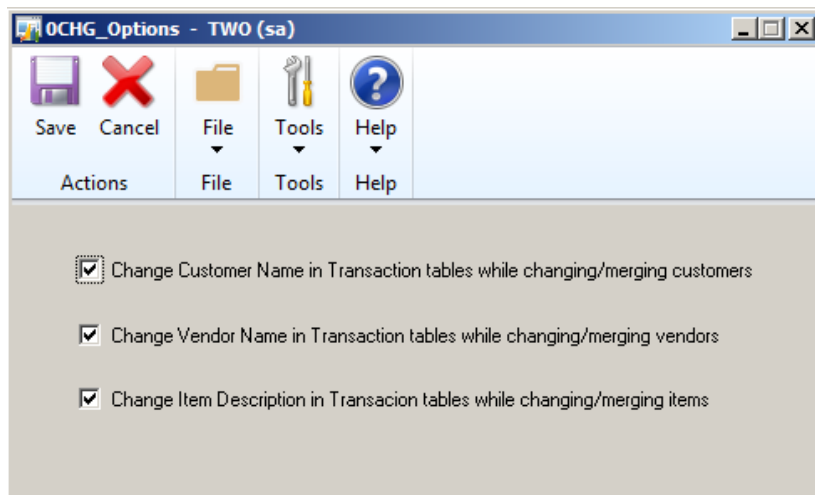 0CHG_Options - TWO (sa)
Save Cancel File Tools Help
Actions File Tools Help
Change Customer Name in Transaction tables while changing/merging customers
Change Vendor Name in Transaction tables while changing/merging vendors
Change Item Description in Transacion tables while changing/merging items